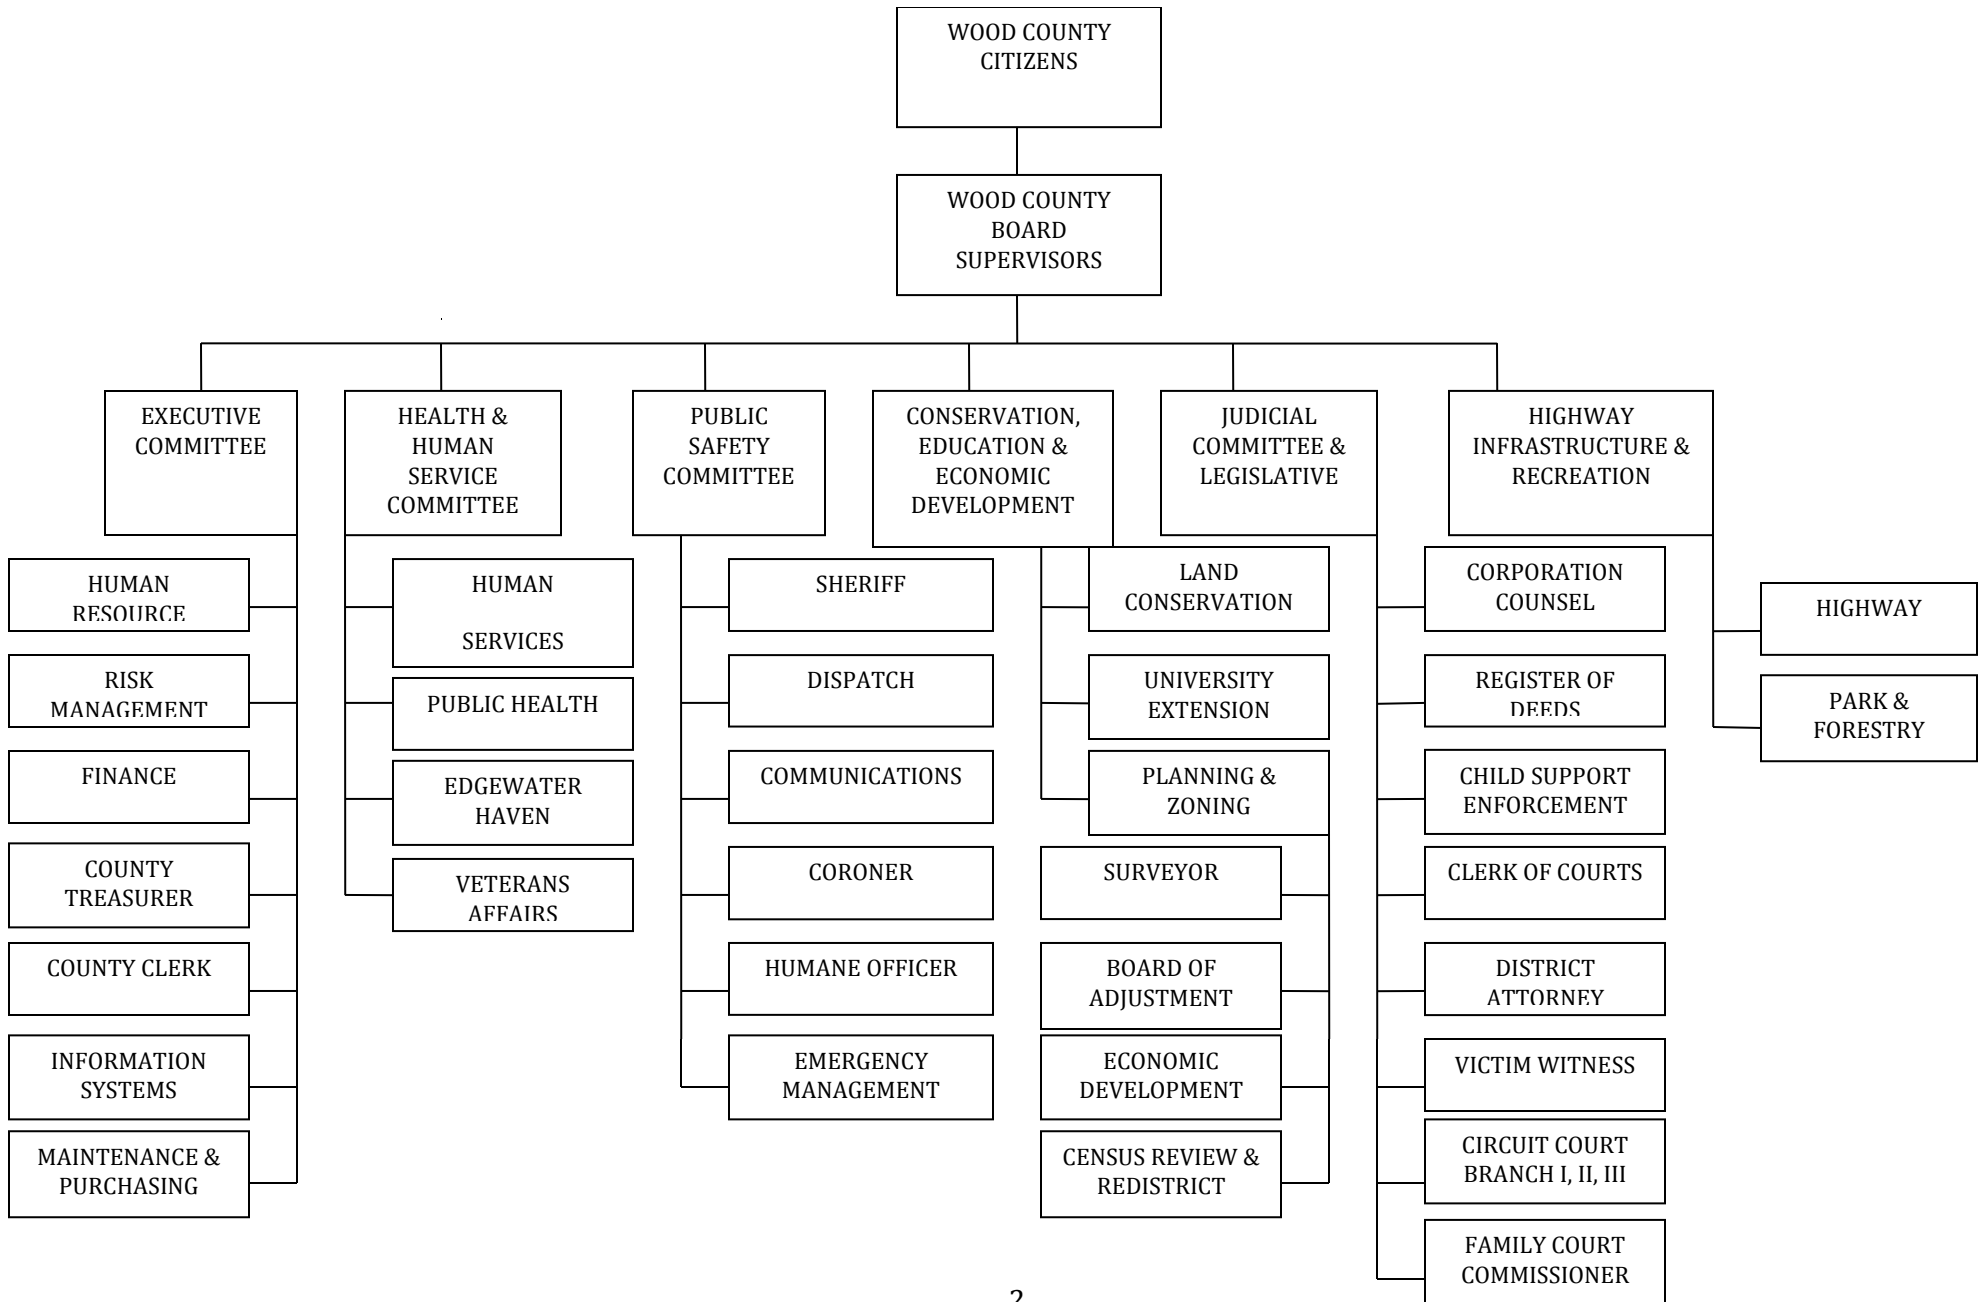 WOOD COUNTY
CITIZENS
WOOD COUNTY
BOARD
SUPERVISORS
EXECUTIVE
COMMITTEE
HEALTH &
HUMAN
SERVICE
COMMITTEE
PUBLIC
SAFETY
COMMITTEE
CONSERVATION,
EDUCATION &
ECONOMIC
DEVELOPMENT
JUDICIAL
COMMITTEE &
LEGISLATIVE
HIGHWAY
INFRASTRUCTURE &
RECREATION
HUMAN
RESOURCE
RISK
MANAGEMENT
FINANCE
COUNTY
TREASURER
COUNTY CLERK
INFORMATION
SYSTEMS
MAINTENANCE &
PURCHASING
HUMAN
SERVICES
PUBLIC HEALTH
EDGEWATER
HAVEN
VETERANS
AFFAIRS
SHERIFF
DISPATCH
COMMUNICATIONS
CORONER
HUMANE OFFICER
EMERGENCY
MANAGEMENT
LAND
CONSERVATION
UNIVERSITY
EXTENSION
PLANNING &
ZONING
SURVEYOR
BOARD OF
ADJUSTMENT
ECONOMIC
DEVELOPMENT
CENSUS REVIEW &
REDISTRICT
CORPORATION
COUNSEL
REGISTER OF
DEEDS
CHILD SUPPORT
ENFORCEMENT
CLERK OF COURTS
DISTRICT
ATTORNEY
VICTIM WITNESS
CIRCUIT COURT
BRANCH I, II, III
FAMILY COURT
COMMISSIONER
HIGHWAY
PARK &
FORESTRY
2